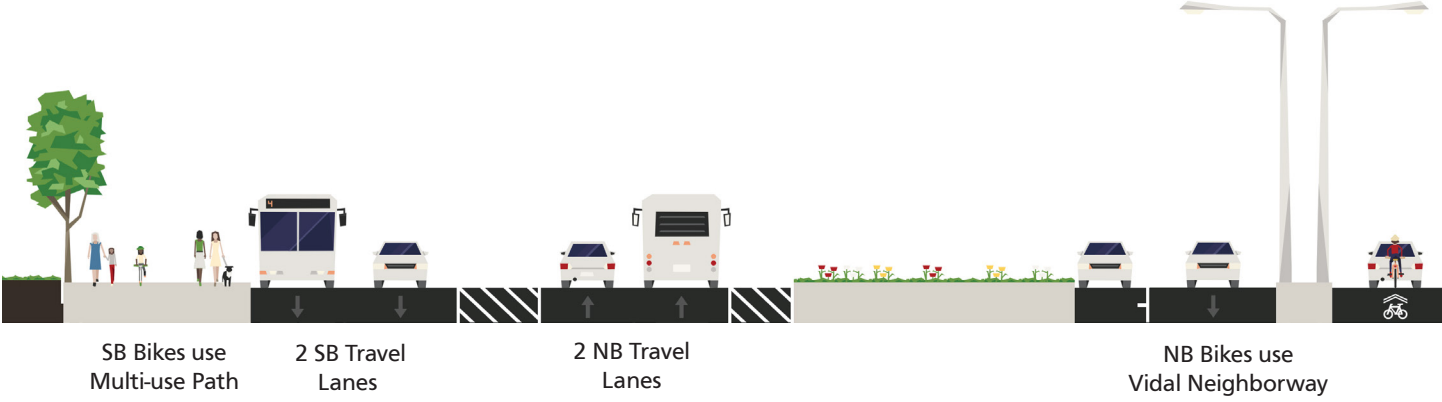 4
SB Bikes use
Multi-use Path
2 SB Travel
Lanes
2 NB Travel
Lanes
NB Bikes use
Vidal Neighborway